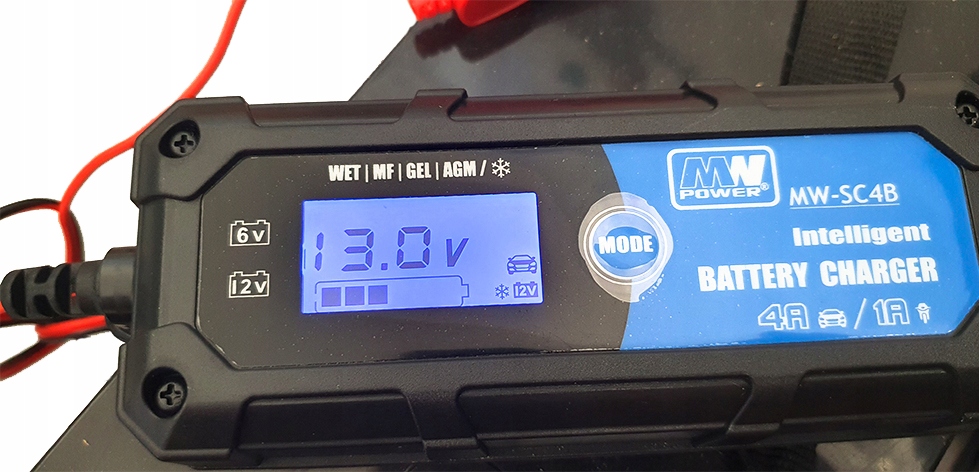 WET | MF | GEL | AGM /
6V
12V
13.0V
12V
MODE
MW
POWER®
MW-SC4B
Intelligent
BATTERY CHARGER
4A / 1A